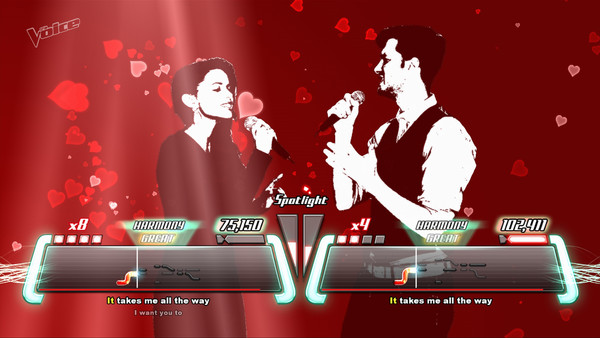 The Voice
Spotlight
x8 HARMONY 75,150
GREAT
It takes me all the way
I want you to
x4 HARMONY 102,411
GREAT
It takes me all the way